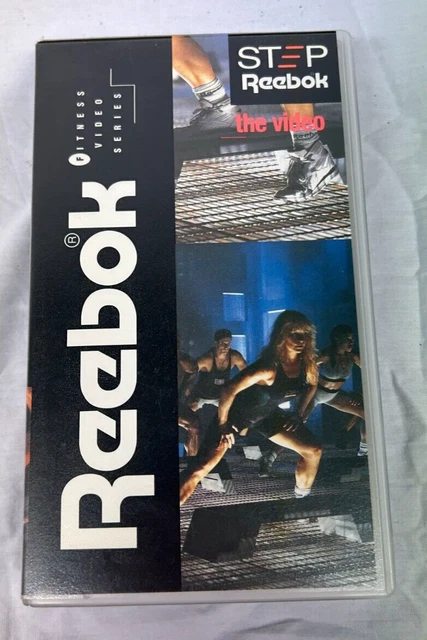 STEP
Reebok
the video
FITNESS
VIDEO
SERIES
Reebok®